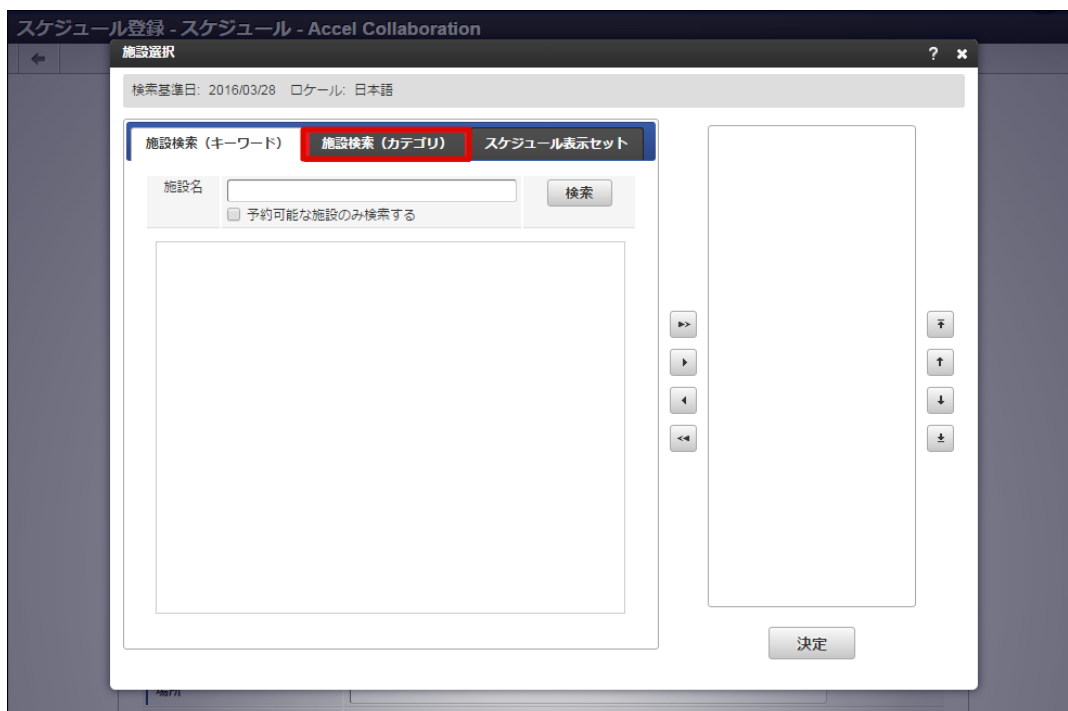 スケジュール登録 - スケジュール - Accel Collaboration
施設選択
検索基準日: 2016/03/28 ロケール: 日本語
施設検索（キーワード） 施設検索（カテゴリ） スケジュール表示セット
施設名 検索
予約可能な施設のみ検索する
決定
場所